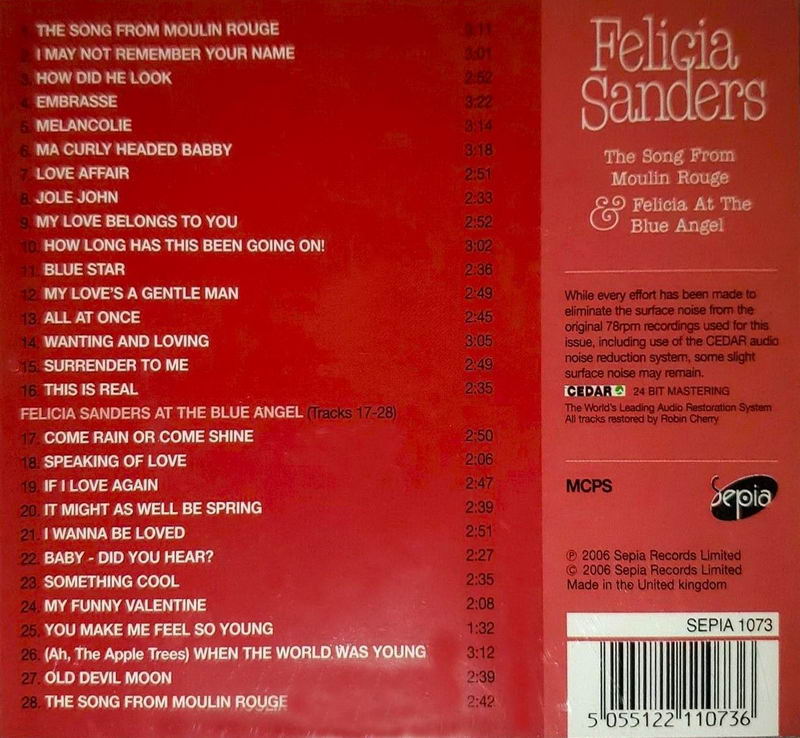 1. THE SONG FROM MOULIN ROUGE 3:11
2. I MAY NOT REMEMBER YOUR NAME 3:01
3. HOW DID HE LOOK 2:52
4. EMBRASSE 3:22
5. MELANCOLIE 3:14
6. MA CURLY HEADED BABBY 3:18
7. LOVE AFFAIR 2:51
8. JOLE JOHN 2:33
9. MY LOVE BELONGS TO YOU 2:52
10. HOW LONG HAS THIS BEEN GOING ON! 3:02
11. BLUE STAR 2:36
12. MY LOVE'S A GENTLE MAN 2:49
13. ALL AT ONCE 2:45
14. WANTING AND LOVING 3:05
15. SURRENDER TO ME 2:49
16. THIS IS REAL 2:35
FELICIA SANDERS AT THE BLUE ANGEL (Tracks 17-28)
17. COME RAIN OR COME SHINE 2:50
18. SPEAKING OF LOVE 2:06
19. IF I LOVE AGAIN 2:47
20. IT MIGHT AS WELL BE SPRING 2:39
21. I WANNA BE LOVED 2:51
22. BABY - DID YOU HEAR? 2:27
23. SOMETHING COOL 2:35
24. MY FUNNY VALENTINE 2:08
25. YOU MAKE ME FEEL SO YOUNG 1:32
26. (Ah, The Apple Trees) WHEN THE WORLD WAS YOUNG 3:12
27. OLD DEVIL MOON 2:39
28. THE SONG FROM MOULIN ROUGE 2:42
Felicia
Sanders
The Song From
Moulin Rouge
& Felicia At The
Blue Angel
While every effort has been made to
eliminate the surface noise from the
original 78rpm recordings used for this
issue, including use of the CEDAR audio
noise reduction system, some slight
surface noise may remain.
CEDAR 24 BIT MASTERING
The World's Leading Audio Restoration System
All tracks restored by Robin Cherry
MCPS
Sepia
℗ 2006 Sepia Records Limited
© 2006 Sepia Records Limited
Made in the United kingdom
SEPIA 1073
5 055122 110736